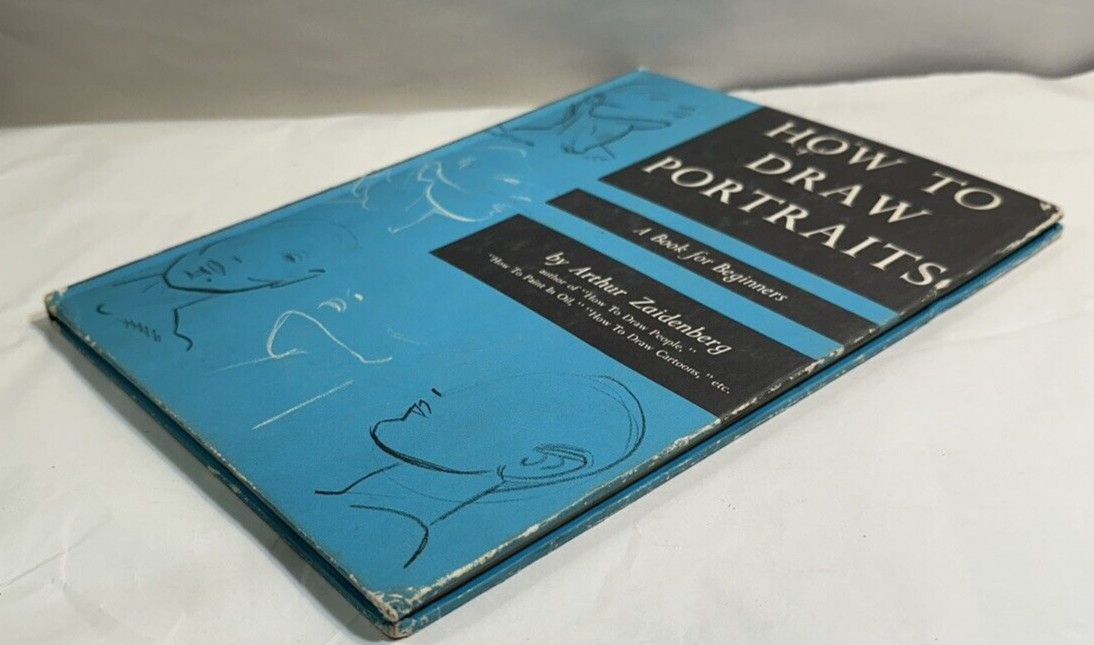 HOW TO
DRAW
PORTRAITS
A Book for Beginners
by Arthur Zaidenberg
author of "How To Draw People,"
"How To Paint In Oil," "How To Draw Cartoons," etc.